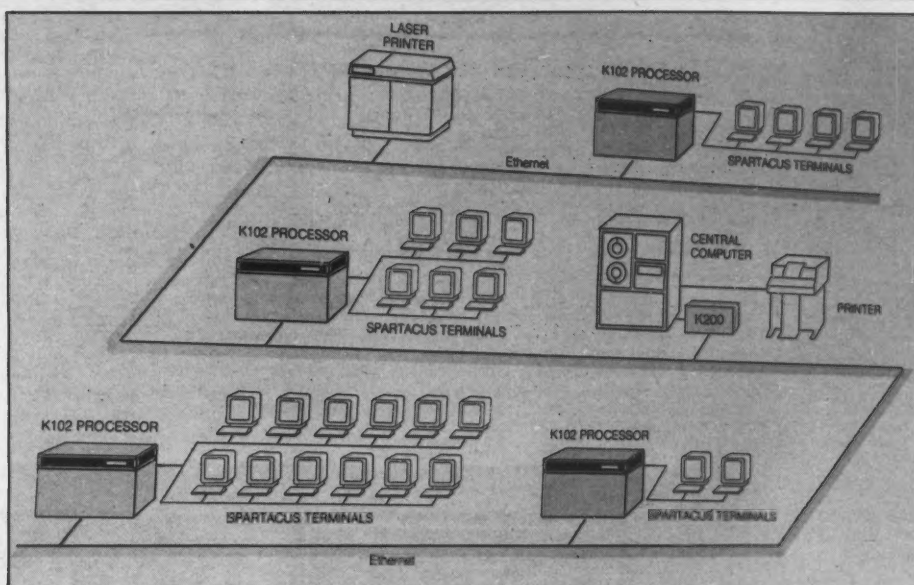 LASER
PRINTER
K102 PROCESSOR
SPARTACUS TERMINALS
Ethernet
K102 PROCESSOR
SPARTACUS TERMINALS
CENTRAL
COMPUTER
K200
PRINTER
K102 PROCESSOR
SPARTACUS TERMINALS
K102 PROCESSOR
SPARTACUS TERMINALS
Ethernet